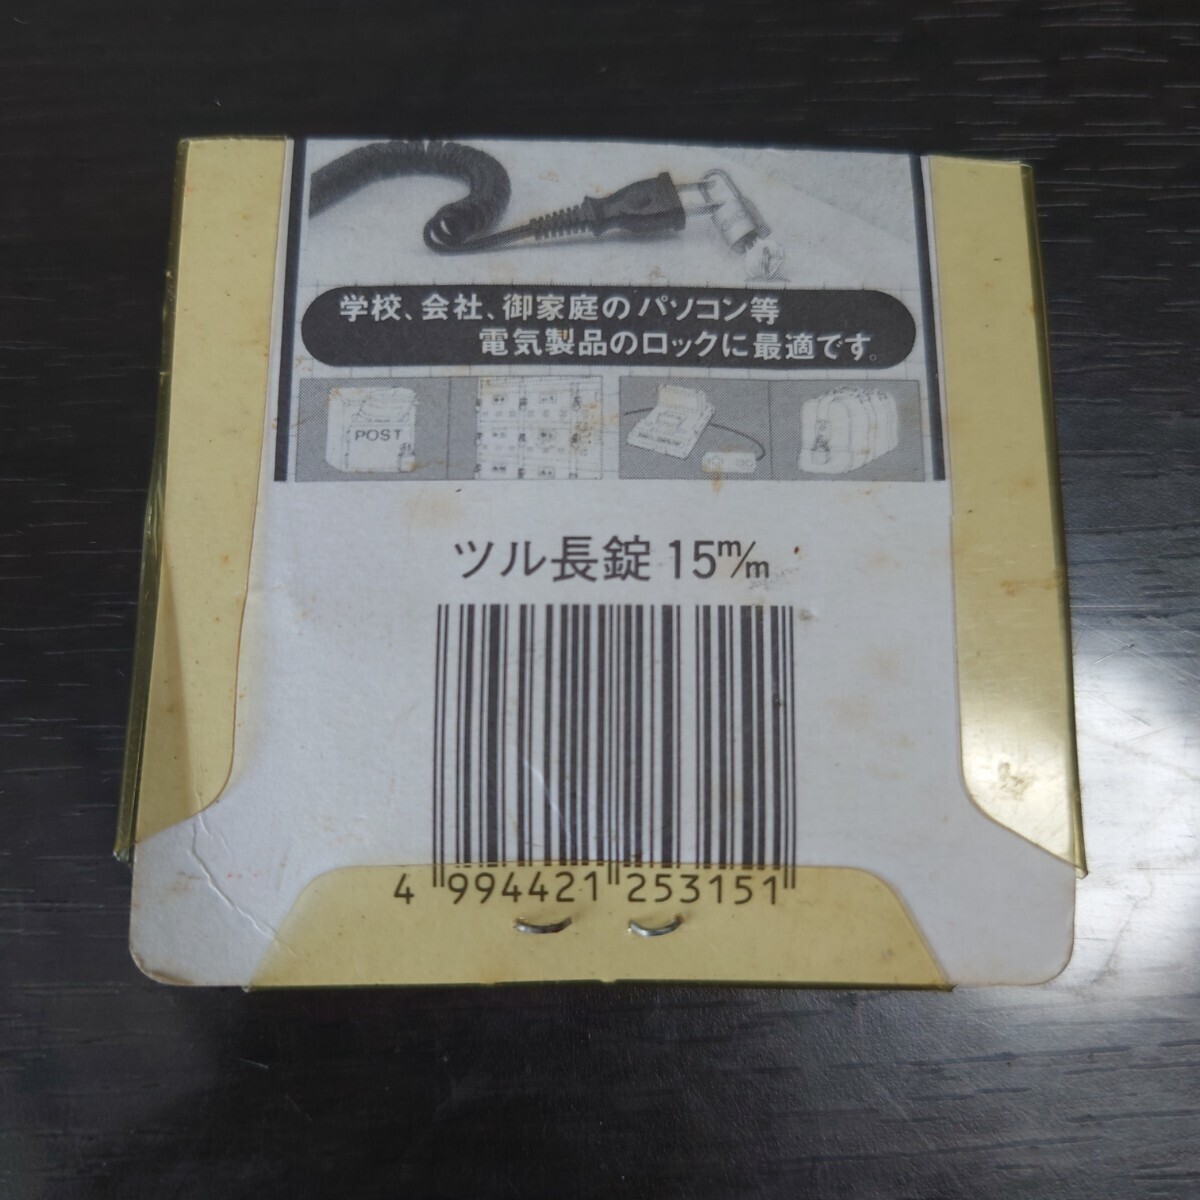 学校、会社、御家庭のパソコン等
電気製品のロックに最適です。
POST
ツル長錠 15m/m
4 994421 253151